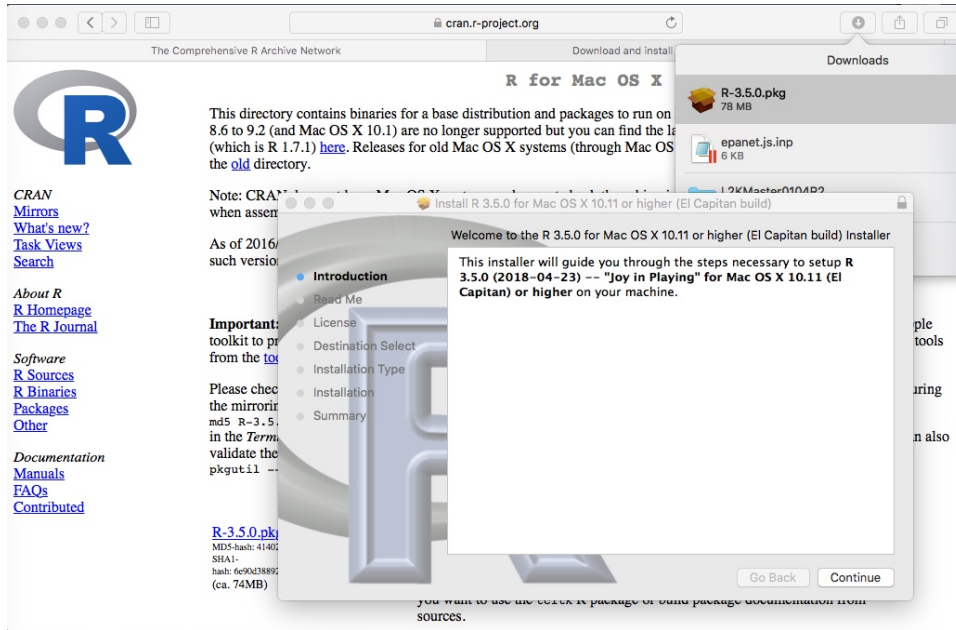 cran.r-project.org
The Comprehensive R Archive Network
Download and install
Downloads
R-3.5.0.pkg
78 MB
epanet.js.inp
6 KB
L2KMaster0104R2
R
R for Mac OS X
This directory contains binaries for a base distribution and packages to run on
8.6 to 9.2 (and Mac OS X 10.1) are no longer supported but you can find the la
(which is R 1.7.1) here. Releases for old Mac OS X systems (through Mac OS
the old directory.
CRAN
Mirrors
What's new?
Task Views
Search
About R
R Homepage
The R Journal
Software
R Sources
R Binaries
Packages
Other
Documentation
Manuals
FAQs
Contributed
Note: CRAN
when assem
As of 2016/
such versio
Important:
toolkit to pr
from the too
ple
tools
Please chec
the mirrorin
uring
md5 R-3.5.
in the Term
n also
validate the
pkgutil --
R-3.5.0.pkg
MD5-hash: 41402
SHA1-
hash: 6e90d38892
(ca. 74MB)
Install R 3.5.0 for Mac OS X 10.11 or higher (El Capitan build)
Welcome to the R 3.5.0 for Mac OS X 10.11 or higher (El Capitan build) Installer
Introduction
Read Me
License
Destination Select
Installation Type
Installation
Summary
This installer will guide you through the steps necessary to setup R
3.5.0 (2018-04-23) -- "Joy in Playing" for Mac OS X 10.11 (El
Capitan) or higher on your machine.
Go Back
Continue
you want to use the tcltk R package or build package documentation from
sources.